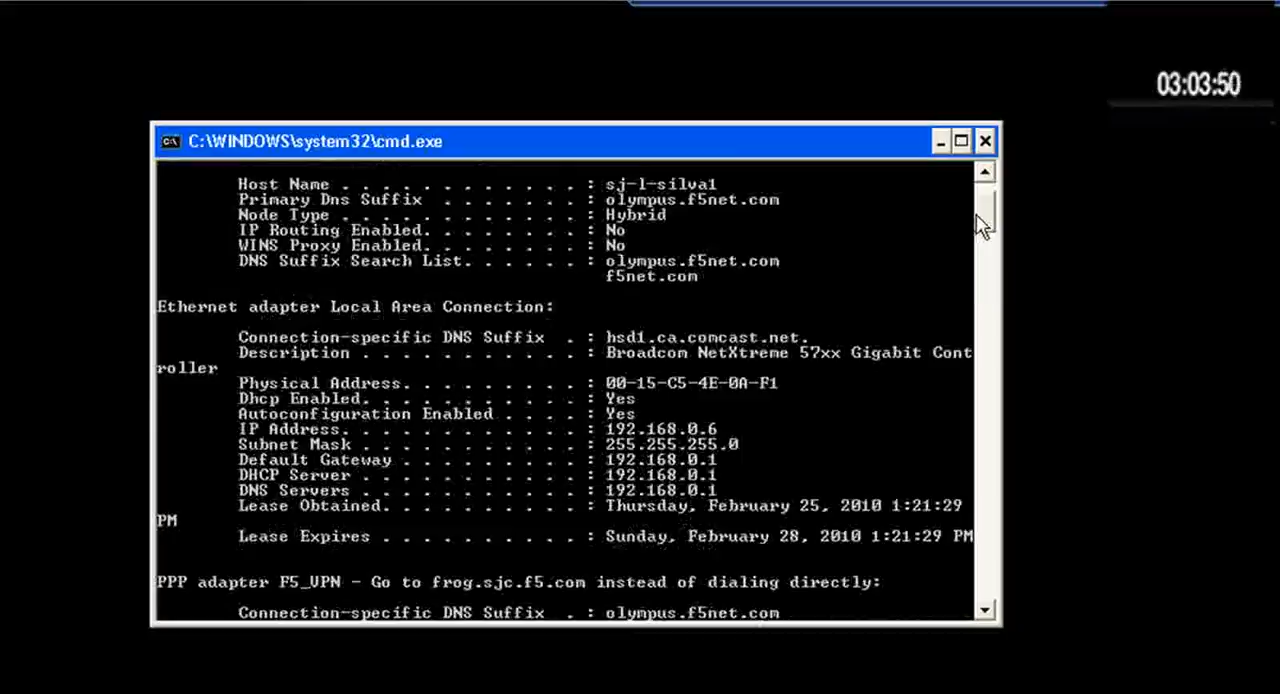 03:03:50
C:\WINDOWS\system32\cmd.exe
Host Name . . . . . . . . . . . . : sj-l-silva1
Primary Dns Suffix  . . . . . . . : olympus.f5net.com
Node Type . . . . . . . . . . . . : Hybrid
IP Routing Enabled. . . . . . . . : No
WINS Proxy Enabled. . . . . . . . : No
DNS Suffix Search List. . . . . . : olympus.f5net.com
f5net.com
Ethernet adapter Local Area Connection:
Connection-specific DNS Suffix  . : hsd1.ca.comcast.net.
Description . . . . . . . . . . . : Broadcom NetXtreme 57xx Gigabit Cont
roller
Physical Address. . . . . . . . . : 00-15-C5-4E-0A-F1
Dhcp Enabled. . . . . . . . . . . : Yes
Autoconfiguration Enabled . . . . : Yes
IP Address. . . . . . . . . . . . : 192.168.0.6
Subnet Mask . . . . . . . . . . . : 255.255.255.0
Default Gateway . . . . . . . . . : 192.168.0.1
DHCP Server . . . . . . . . . . . : 192.168.0.1
DNS Servers . . . . . . . . . . . : 192.168.0.1
Lease Obtained. . . . . . . . . . : Thursday, February 25, 2010 1:21:29
PM
Lease Expires . . . . . . . . . . : Sunday, February 28, 2010 1:21:29 PM
PPP adapter F5_VPN - Go to frog.sjc.f5.com instead of dialing directly:
Connection-specific DNS Suffix  . : olympus.f5net.com